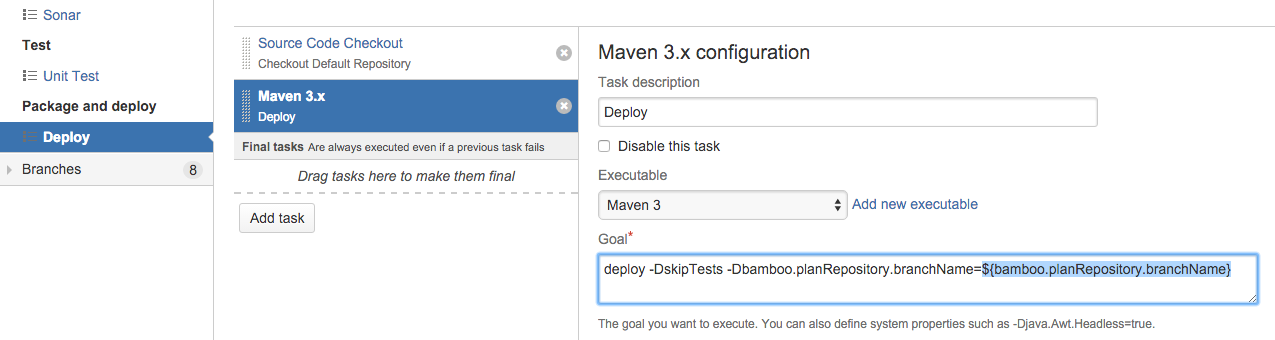 Sonar
Test
Unit Test
Package and deploy
Deploy
Branches 8
Source Code Checkout
Checkout Default Repository
Maven 3.x
Deploy
Final tasks Are always executed even if a previous task fails
Drag tasks here to make them final
Add task
Maven 3.x configuration
Task description
Deploy
Disable this task
Executable
Maven 3 Add new executable
Goal*
deploy -DskipTests -Dbamboo.planRepository.branchName=${bamboo.planRepository.branchName}
The goal you want to execute. You can also define system properties such as -Djava.Awt.Headless=true.